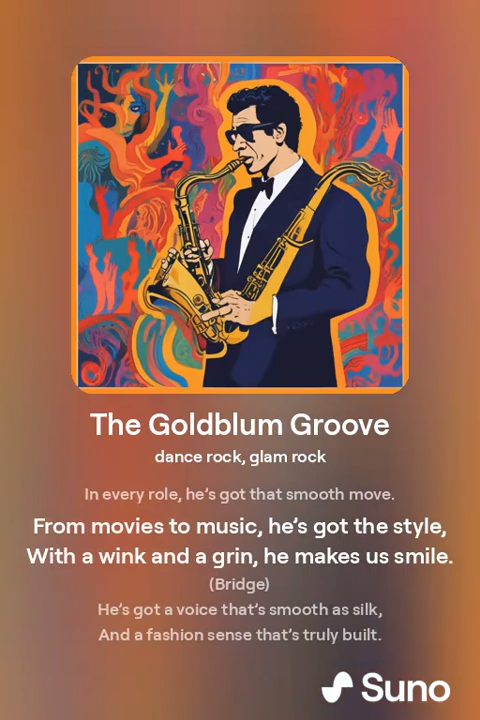 The Goldblum Groove
dance rock, glam rock
In every role, he's got that smooth move.
From movies to music, he's got the style,
With a wink and a grin, he makes us smile.
(Bridge)
He's got a voice that's smooth as silk,
And a fashion sense that's truly built.
Suno